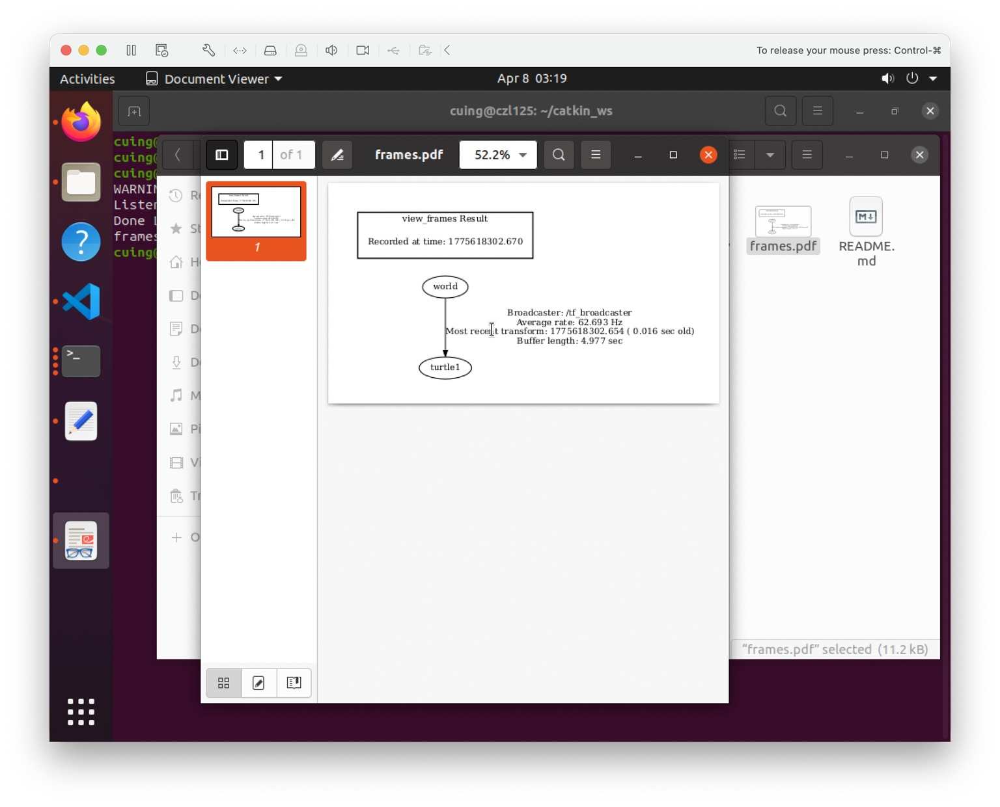 To release your mouse press: Control-⌘
Activities
Document Viewer
Apr 8 03:19
cuing@czl125: ~/catkin_ws
cuing@
cuing@
cuing@
WARNIN
Listen
Done L
frames
cuing@
1 of 1
frames.pdf
52.2%
Re
St
H
D
D
D
M
Pi
Vi
Tr
O
1
view_frames Result
Recorded at time: 1775618302.670
world
Broadcaster: /tf_broadcaster
Average rate: 62.693 Hz
Most recent transform: 1775618302.654 ( 0.016 sec old)
Buffer length: 4.977 sec
turtle1
frames.pdf
README.
md
“frames.pdf” selected (11.2 kB)